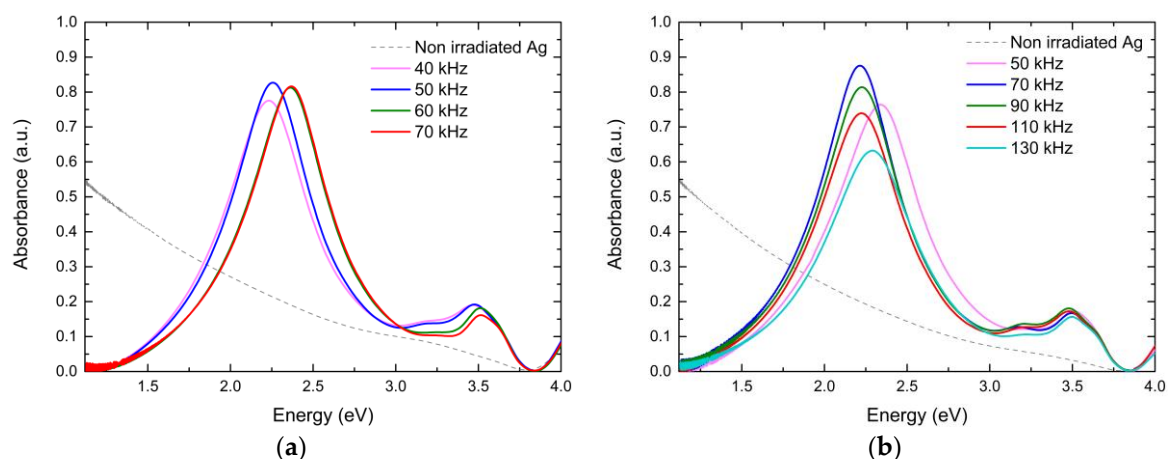 1.0
0.9
0.8
0.7
0.6
0.5
0.4
0.3
0.2
0.1
0.0
Absorbance (a.u.)
Non irradiated Ag
40 kHz
50 kHz
60 kHz
70 kHz
1.5 2.0 2.5 3.0 3.5 4.0
Energy (eV)
(a)
1.0
0.9
0.8
0.7
0.6
0.5
0.4
0.3
0.2
0.1
0.0
Absorbance (a.u.)
Non irradiated Ag
50 kHz
70 kHz
90 kHz
110 kHz
130 kHz
1.5 2.0 2.5 3.0 3.5 4.0
Energy (eV)
(b)